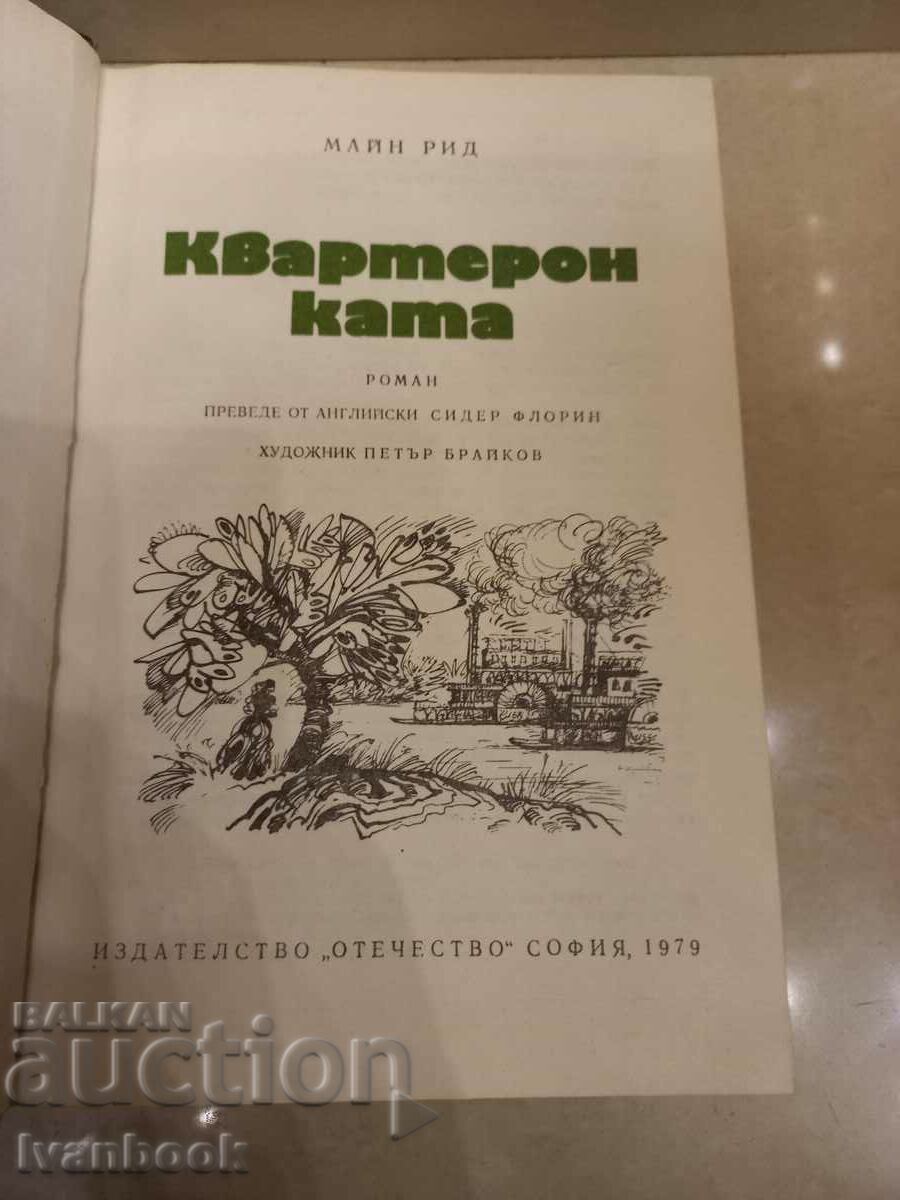 МАЙН РИД
Квартерон
ката
РОМАН
ПРЕВЕДЕ ОТ АНГЛИЙСКИ СИДЕР ФЛОРИН
ХУДОЖНИК ПЕТЪР БРАЙКОВ
ИЗДАТЕЛСТВО „ОТЕЧЕСТВО“ СОФИЯ, 1979
BALKAN
auction
Ivanbook